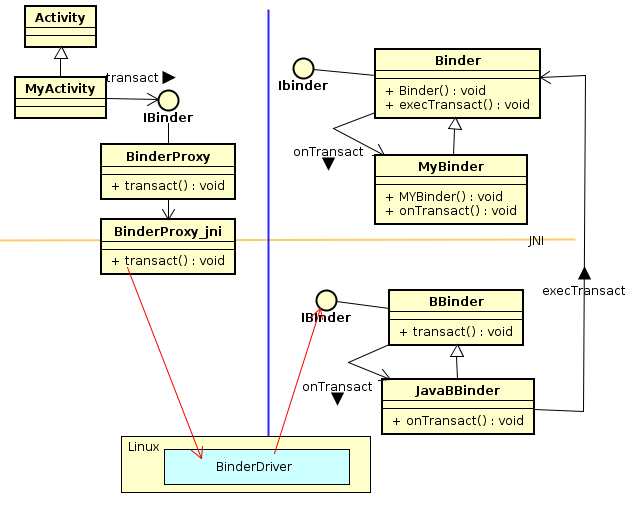 Activity
MyActivity
transact ▶
IBinder
BinderProxy
+ transact() : void
BinderProxy_jni
+ transact() : void
Ibinder
Binder
+ Binder() : void
+ execTransact() : void
onTransact
▼
MyBinder
+ MYBinder() : void
+ onTransact() : void
JNI
execTransact
▲
IBinder
BBinder
+ transact() : void
onTransact
▼
JavaBBinder
+ onTransact() : void
Linux
BinderDriver